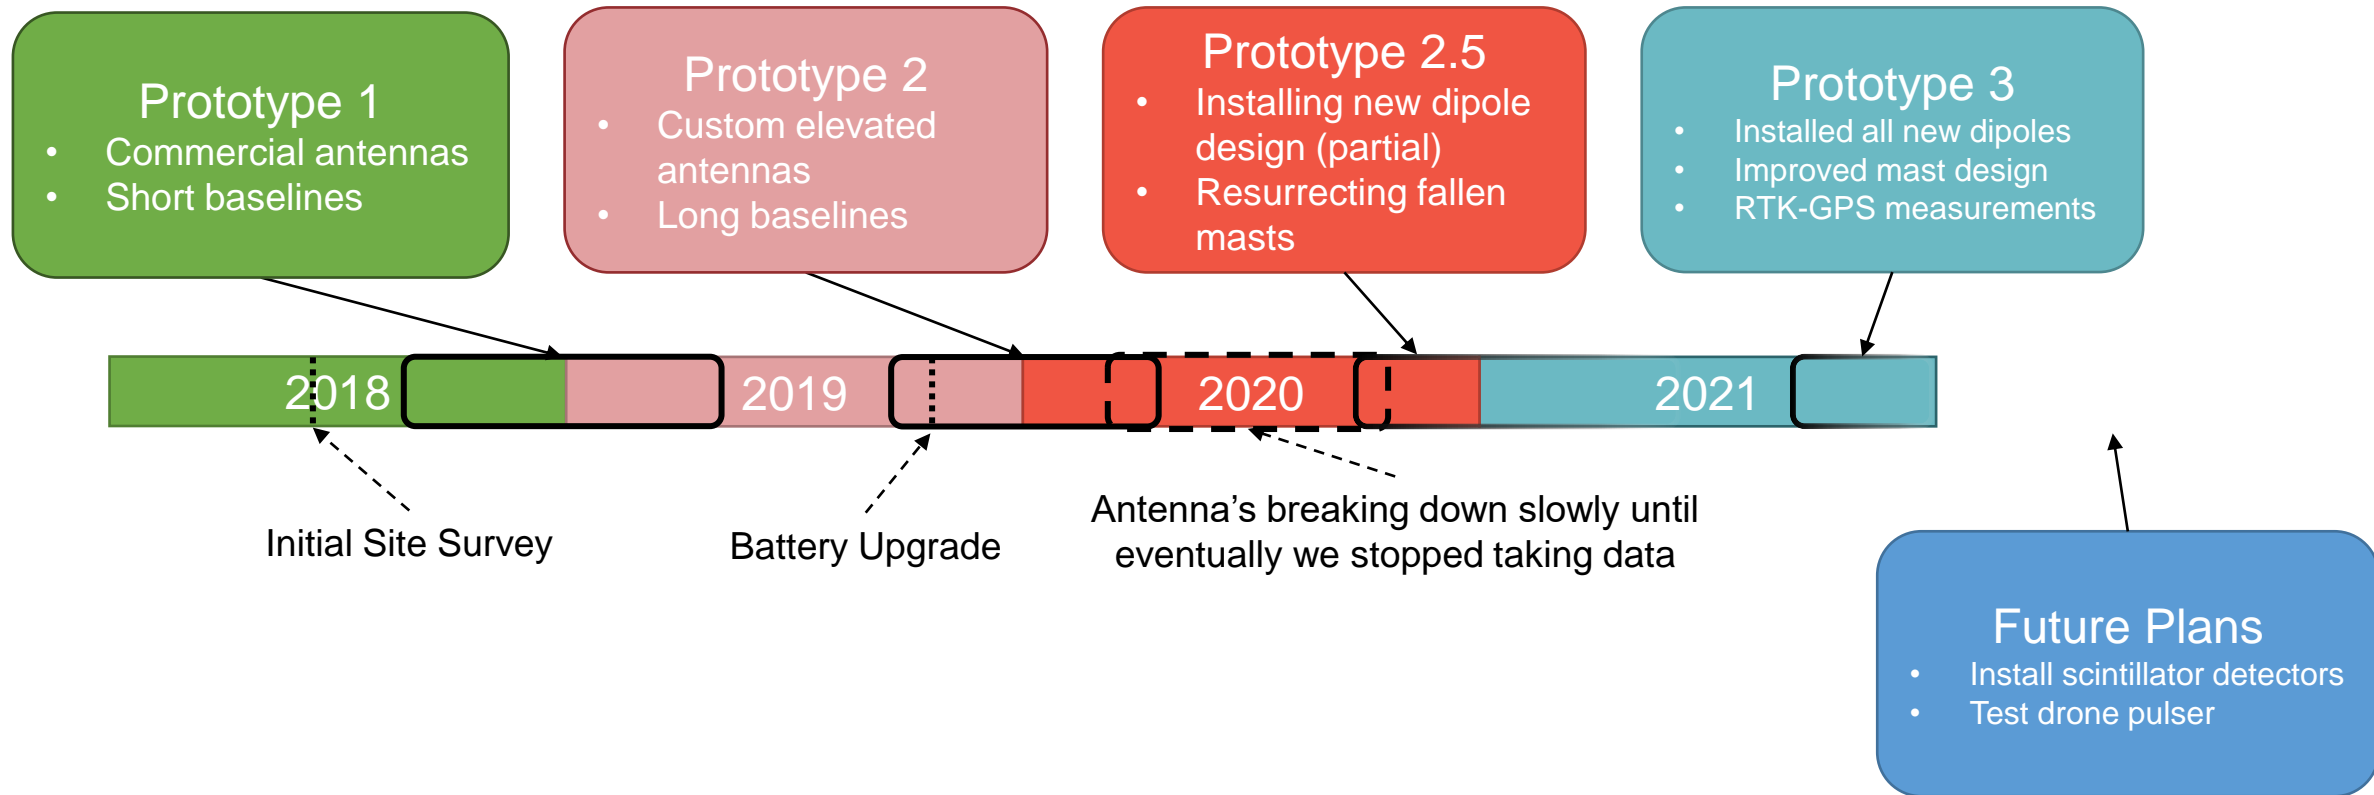 Prototype 1
• Commercial antennas
• Short baselines
Prototype 2
• Custom elevated
antennas
• Long baselines
Prototype 2.5
• Installing new dipole
design (partial)
• Resurrecting fallen
masts
Prototype 3
• Installed all new dipoles
• Improved mast design
• RTK-GPS measurements
2018
2019
2020
2021
Initial Site Survey
Battery Upgrade
Antenna’s breaking down slowly until
eventually we stopped taking data
Future Plans
• Install scintillator detectors
• Test drone pulser